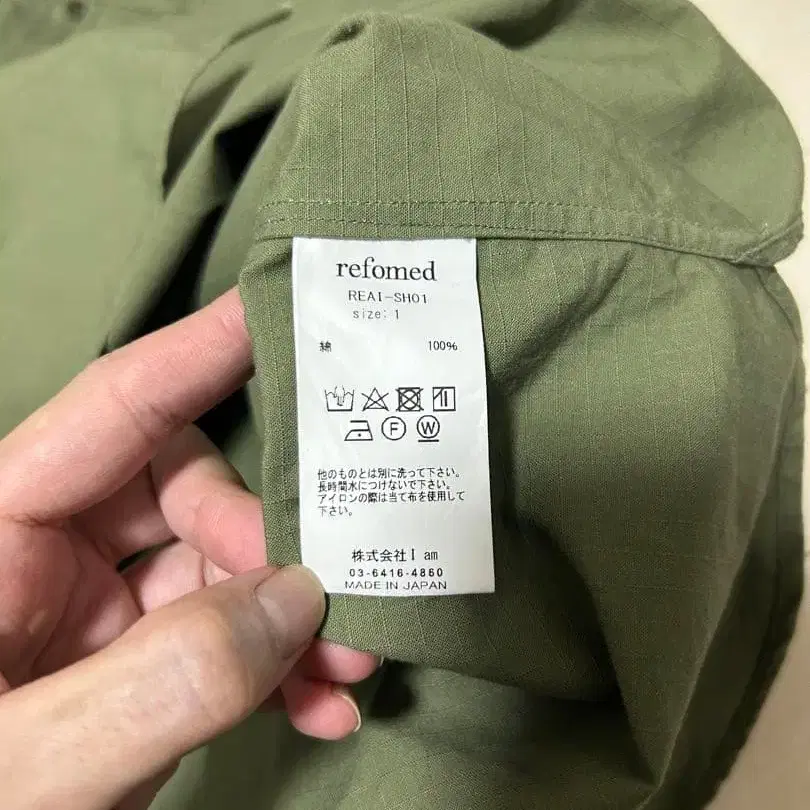 refomed
REAI-SH01
size: 1
綿 100%
F W
他のものとは別に洗って下さい。
長時間水につけないで下さい。
アイロンの際は当て布を使用して
下さい。
株式会社I am
03-6416-4860
MADE IN JAPAN